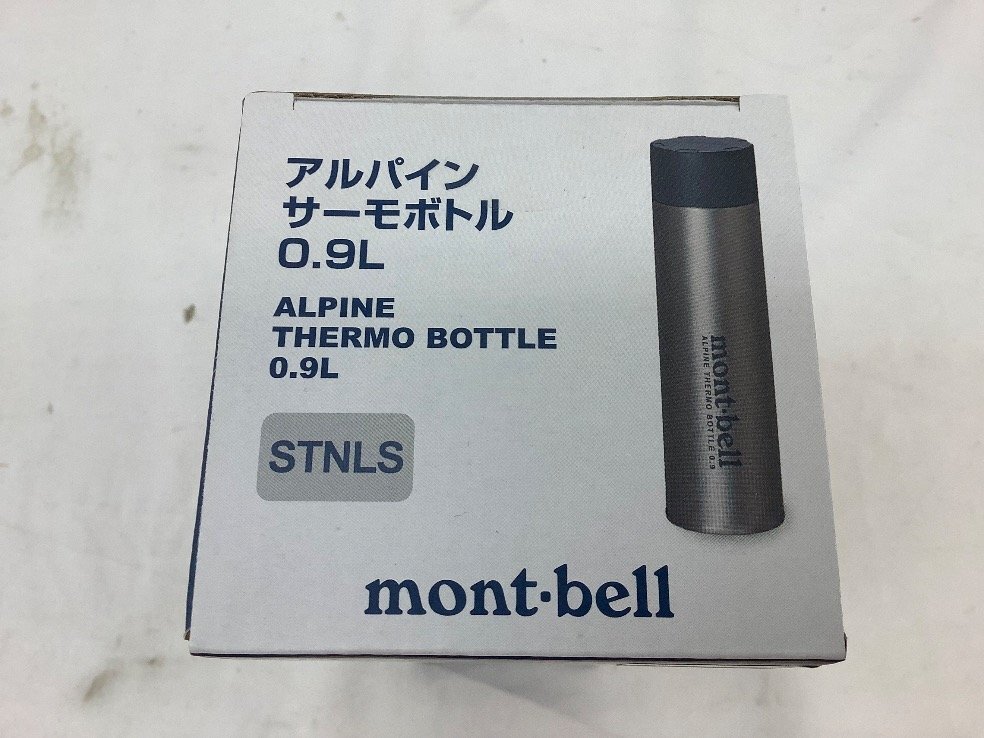 アルパイン
サーモボトル
0.9L
ALPINE
THERMO BOTTLE
0.9L
STNLS
mont·bell
ALPINE THERMO BOTTLE 0.9
mont·bell